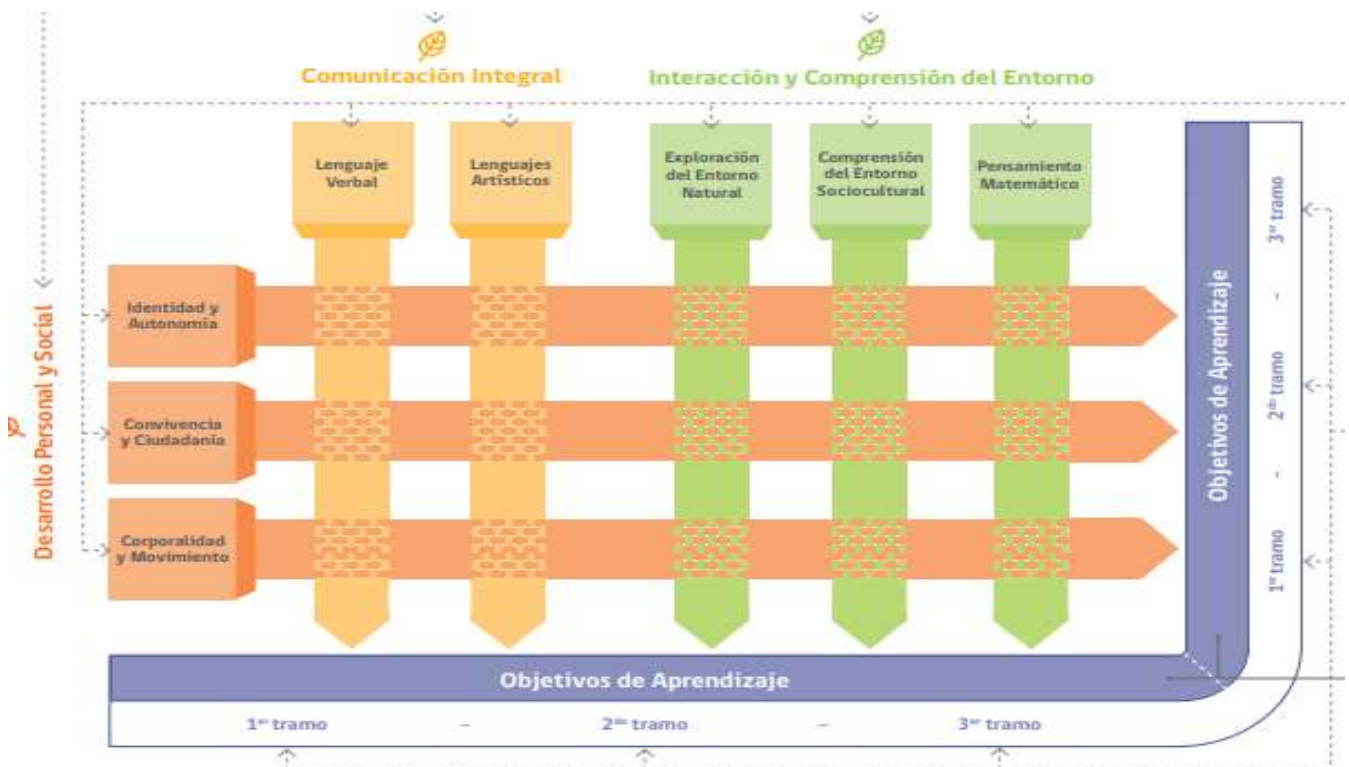 Comunicación Integral
Interacción y Comprensión del Entorno
Lenguaje
Verbal
Lenguajes
Artísticos
Exploración
del Entorno
Natural
Comprensión
del Entorno
Sociocultural
Pensamiento
Matemático
Desarrollo Personal y Social
Identidad y
Autonomía
Convivencia
y Ciudadanía
Corporalidad
y Movimiento
Objetivos de Aprendizaje
3er tramo
-
2do tramo
-
1er tramo
Objetivos de Aprendizaje
1er tramo - 2do tramo - 3er tramo